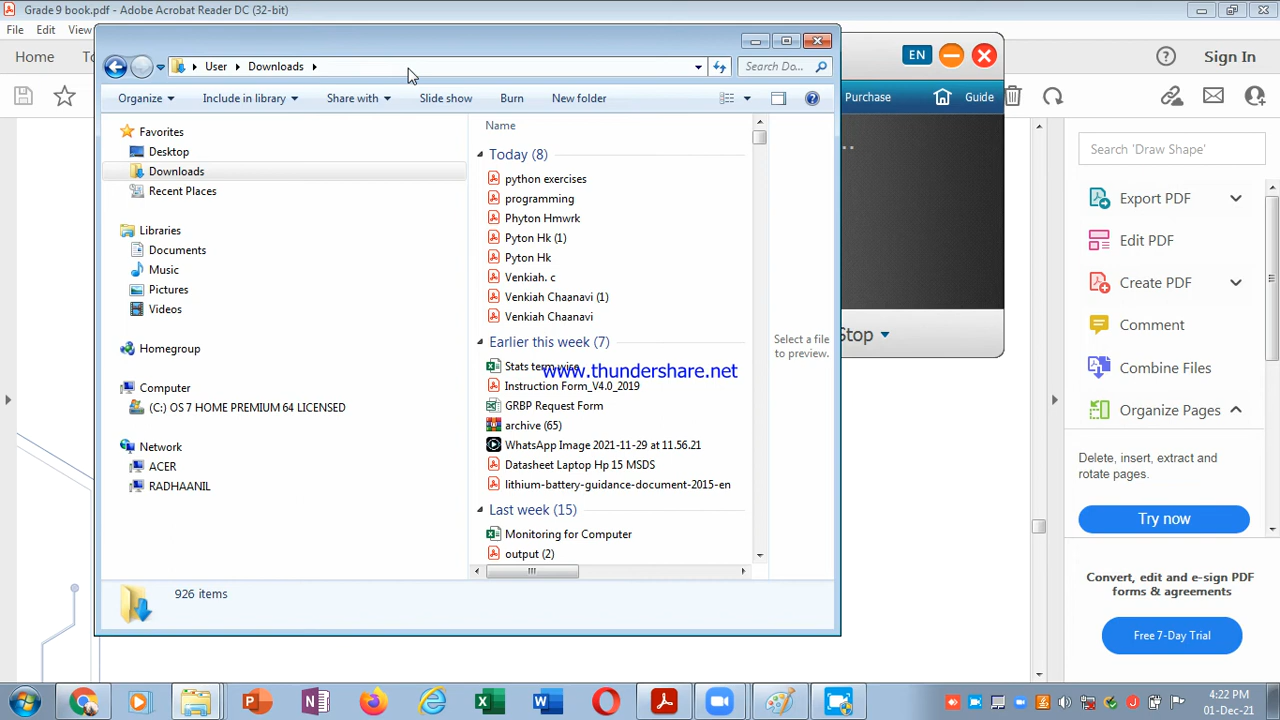 Grade 9 book.pdf - Adobe Acrobat Reader DC (32-bit)
File Edit View
Home
EN
Sign In
User Downloads
Search Do...
Purchase
Guide
Organize Include in library Share with Slide show Burn New folder
Search 'Draw Shape'
Name
Favorites
Desktop
Downloads
Recent Places
Libraries
Documents
Music
Pictures
Videos
Homegroup
Computer
(C:) OS 7 HOME PREMIUM 64 LICENSED
Network
ACER
RADHAANIL
Today (8)
python exercises
programming
Phyton Hmwrk
Pyton Hk (1)
Pyton Hk
Venkiah. c
Venkiah Chaanavi (1)
Venkiah Chaanavi
Earlier this week (7)
Stats term
www.thundershare.net
Instruction Form_V4.0_2019
GRBP Request Form
archive (65)
WhatsApp Image 2021-11-29 at 11.56.21
Datasheet Laptop Hp 15 MSDS
lithium-battery-guidance-document-2015-en
Last week (15)
Monitoring for Computer
output (2)
Select a file
to preview.
926 items
Stop
Export PDF
Edit PDF
Create PDF
Comment
Combine Files
Organize Pages
Delete, insert, extract and
rotate pages.
Try now
Convert, edit and e-sign PDF
forms & agreements
Free 7-Day Trial
4:22 PM
01-Dec-21